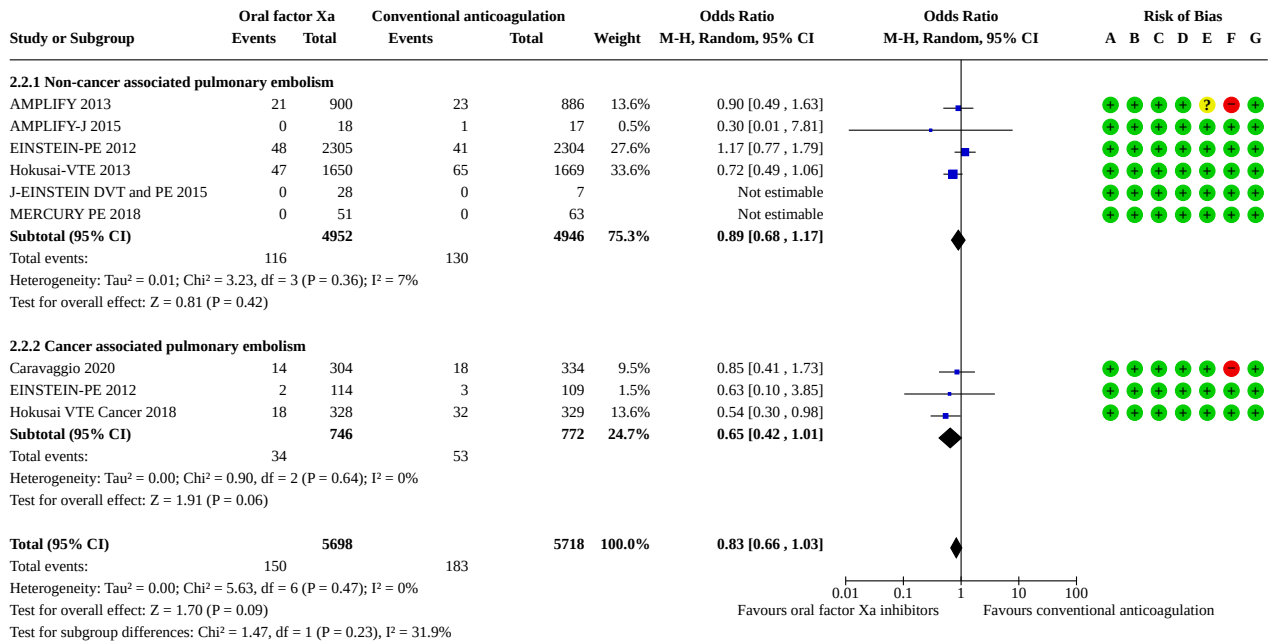 Oral factor Xa Conventional anticoagulation Odds Ratio Odds Ratio Risk of Bias
Study or Subgroup Events Total Events Total Weight M-H, Random, 95% CI M-H, Random, 95% CI A B C D E F G
2.2.1 Non-cancer associated pulmonary embolism
AMPLIFY 2013 21 900 23 886 13.6% 0.90 [0.49 , 1.63] + + + + ? − +
AMPLIFY-J 2015 0 18 1 17 0.5% 0.30 [0.01 , 7.81] + + + + + + +
EINSTEIN-PE 2012 48 2305 41 2304 27.6% 1.17 [0.77 , 1.79] + + + + + + +
Hokusai-VTE 2013 47 1650 65 1669 33.6% 0.72 [0.49 , 1.06] + + + + + + +
J-EINSTEIN DVT and PE 2015 0 28 0 7 Not estimable + + + + + + +
MERCURY PE 2018 0 51 0 63 Not estimable + + + + + + +
Subtotal (95% CI) 4952 4946 75.3% 0.89 [0.68 , 1.17]
Total events: 116 130
Heterogeneity: Tau² = 0.01; Chi² = 3.23, df = 3 (P = 0.36); I² = 7%
Test for overall effect: Z = 0.81 (P = 0.42)
2.2.2 Cancer associated pulmonary embolism
Caravaggio 2020 14 304 18 334 9.5% 0.85 [0.41 , 1.73] + + + + + − +
EINSTEIN-PE 2012 2 114 3 109 1.5% 0.63 [0.10 , 3.85] + + + + + + +
Hokusai VTE Cancer 2018 18 328 32 329 13.6% 0.54 [0.30 , 0.98] + + + + + + +
Subtotal (95% CI) 746 772 24.7% 0.65 [0.42 , 1.01]
Total events: 34 53
Heterogeneity: Tau² = 0.00; Chi² = 0.90, df = 2 (P = 0.64); I² = 0%
Test for overall effect: Z = 1.91 (P = 0.06)
Total (95% CI) 5698 5718 100.0% 0.83 [0.66 , 1.03]
Total events: 150 183
Heterogeneity: Tau² = 0.00; Chi² = 5.63, df = 6 (P = 0.47); I² = 0%
0.01 0.1 1 10 100
Test for overall effect: Z = 1.70 (P = 0.09)
Favours oral factor Xa inhibitors Favours conventional anticoagulation
Test for subgroup differences: Chi² = 1.47, df = 1 (P = 0.23), I² = 31.9%